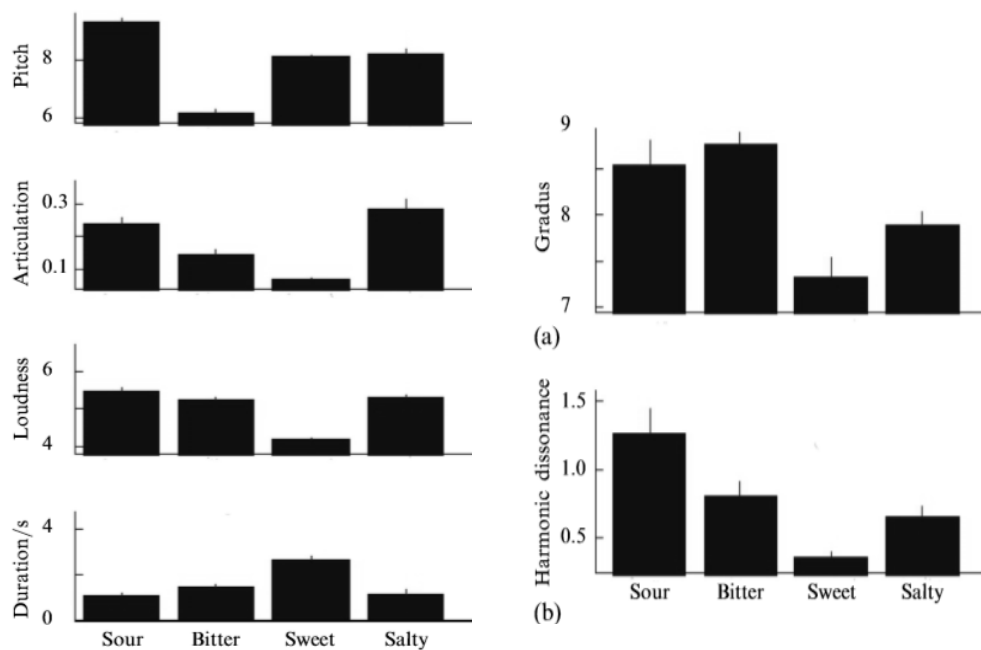 Pitch
8
6
Articulation
0.3
0.1
Loudness
6
4
Duration/s
4
0
Sour Bitter Sweet Salty
Gradus
9
8
7
(a)
Harmonic dissonance
1.5
1.0
0.5
(b)
Sour Bitter Sweet Salty